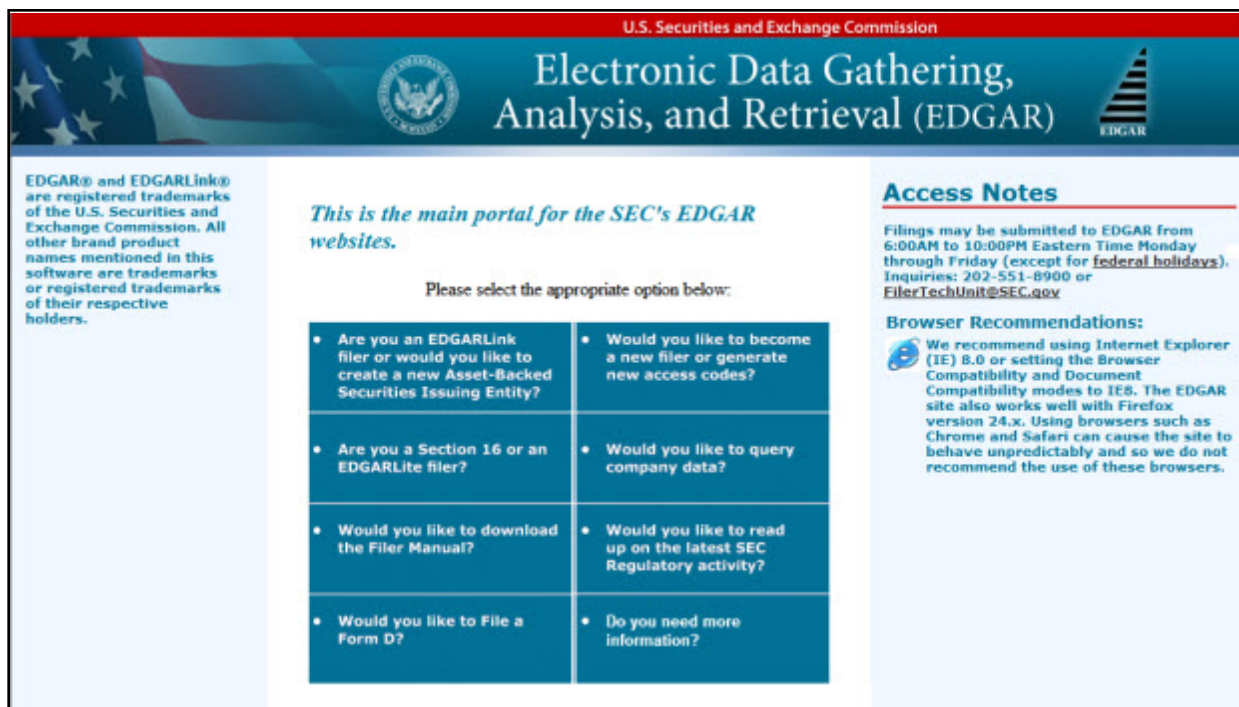 U.S. Securities and Exchange Commission
Electronic Data Gathering,
Analysis, and Retrieval (EDGAR)
EDGAR
EDGAR® and EDGARLink®
are registered trademarks
of the U.S. Securities and
Exchange Commission. All
other brand product
names mentioned in this
software are trademarks
or registered trademarks
of their respective
holders.
This is the main portal for the SEC's EDGAR
websites.
Please select the appropriate option below:
• Are you an EDGARLink
filer or would you like to
create a new Asset-Backed
Securities Issuing Entity?
• Would you like to become
a new filer or generate
new access codes?
• Are you a Section 16 or an
EDGARLite filer?
• Would you like to query
company data?
• Would you like to download
the Filer Manual?
• Would you like to read
up on the latest SEC
Regulatory activity?
• Would you like to File a
Form D?
• Do you need more
information?
Access Notes
Filings may be submitted to EDGAR from
6:00AM to 10:00PM Eastern Time Monday
through Friday (except for federal holidays).
Inquiries: 202-551-8900 or
FilerTechUnit@SEC.gov
Browser Recommendations:
We recommend using Internet Explorer
(IE) 8.0 or setting the Browser
Compatibility and Document
Compatibility modes to IE8. The EDGAR
site also works well with Firefox
version 24.x. Using browsers such as
Chrome and Safari can cause the site to
behave unpredictably and so we do not
recommend the use of these browsers.